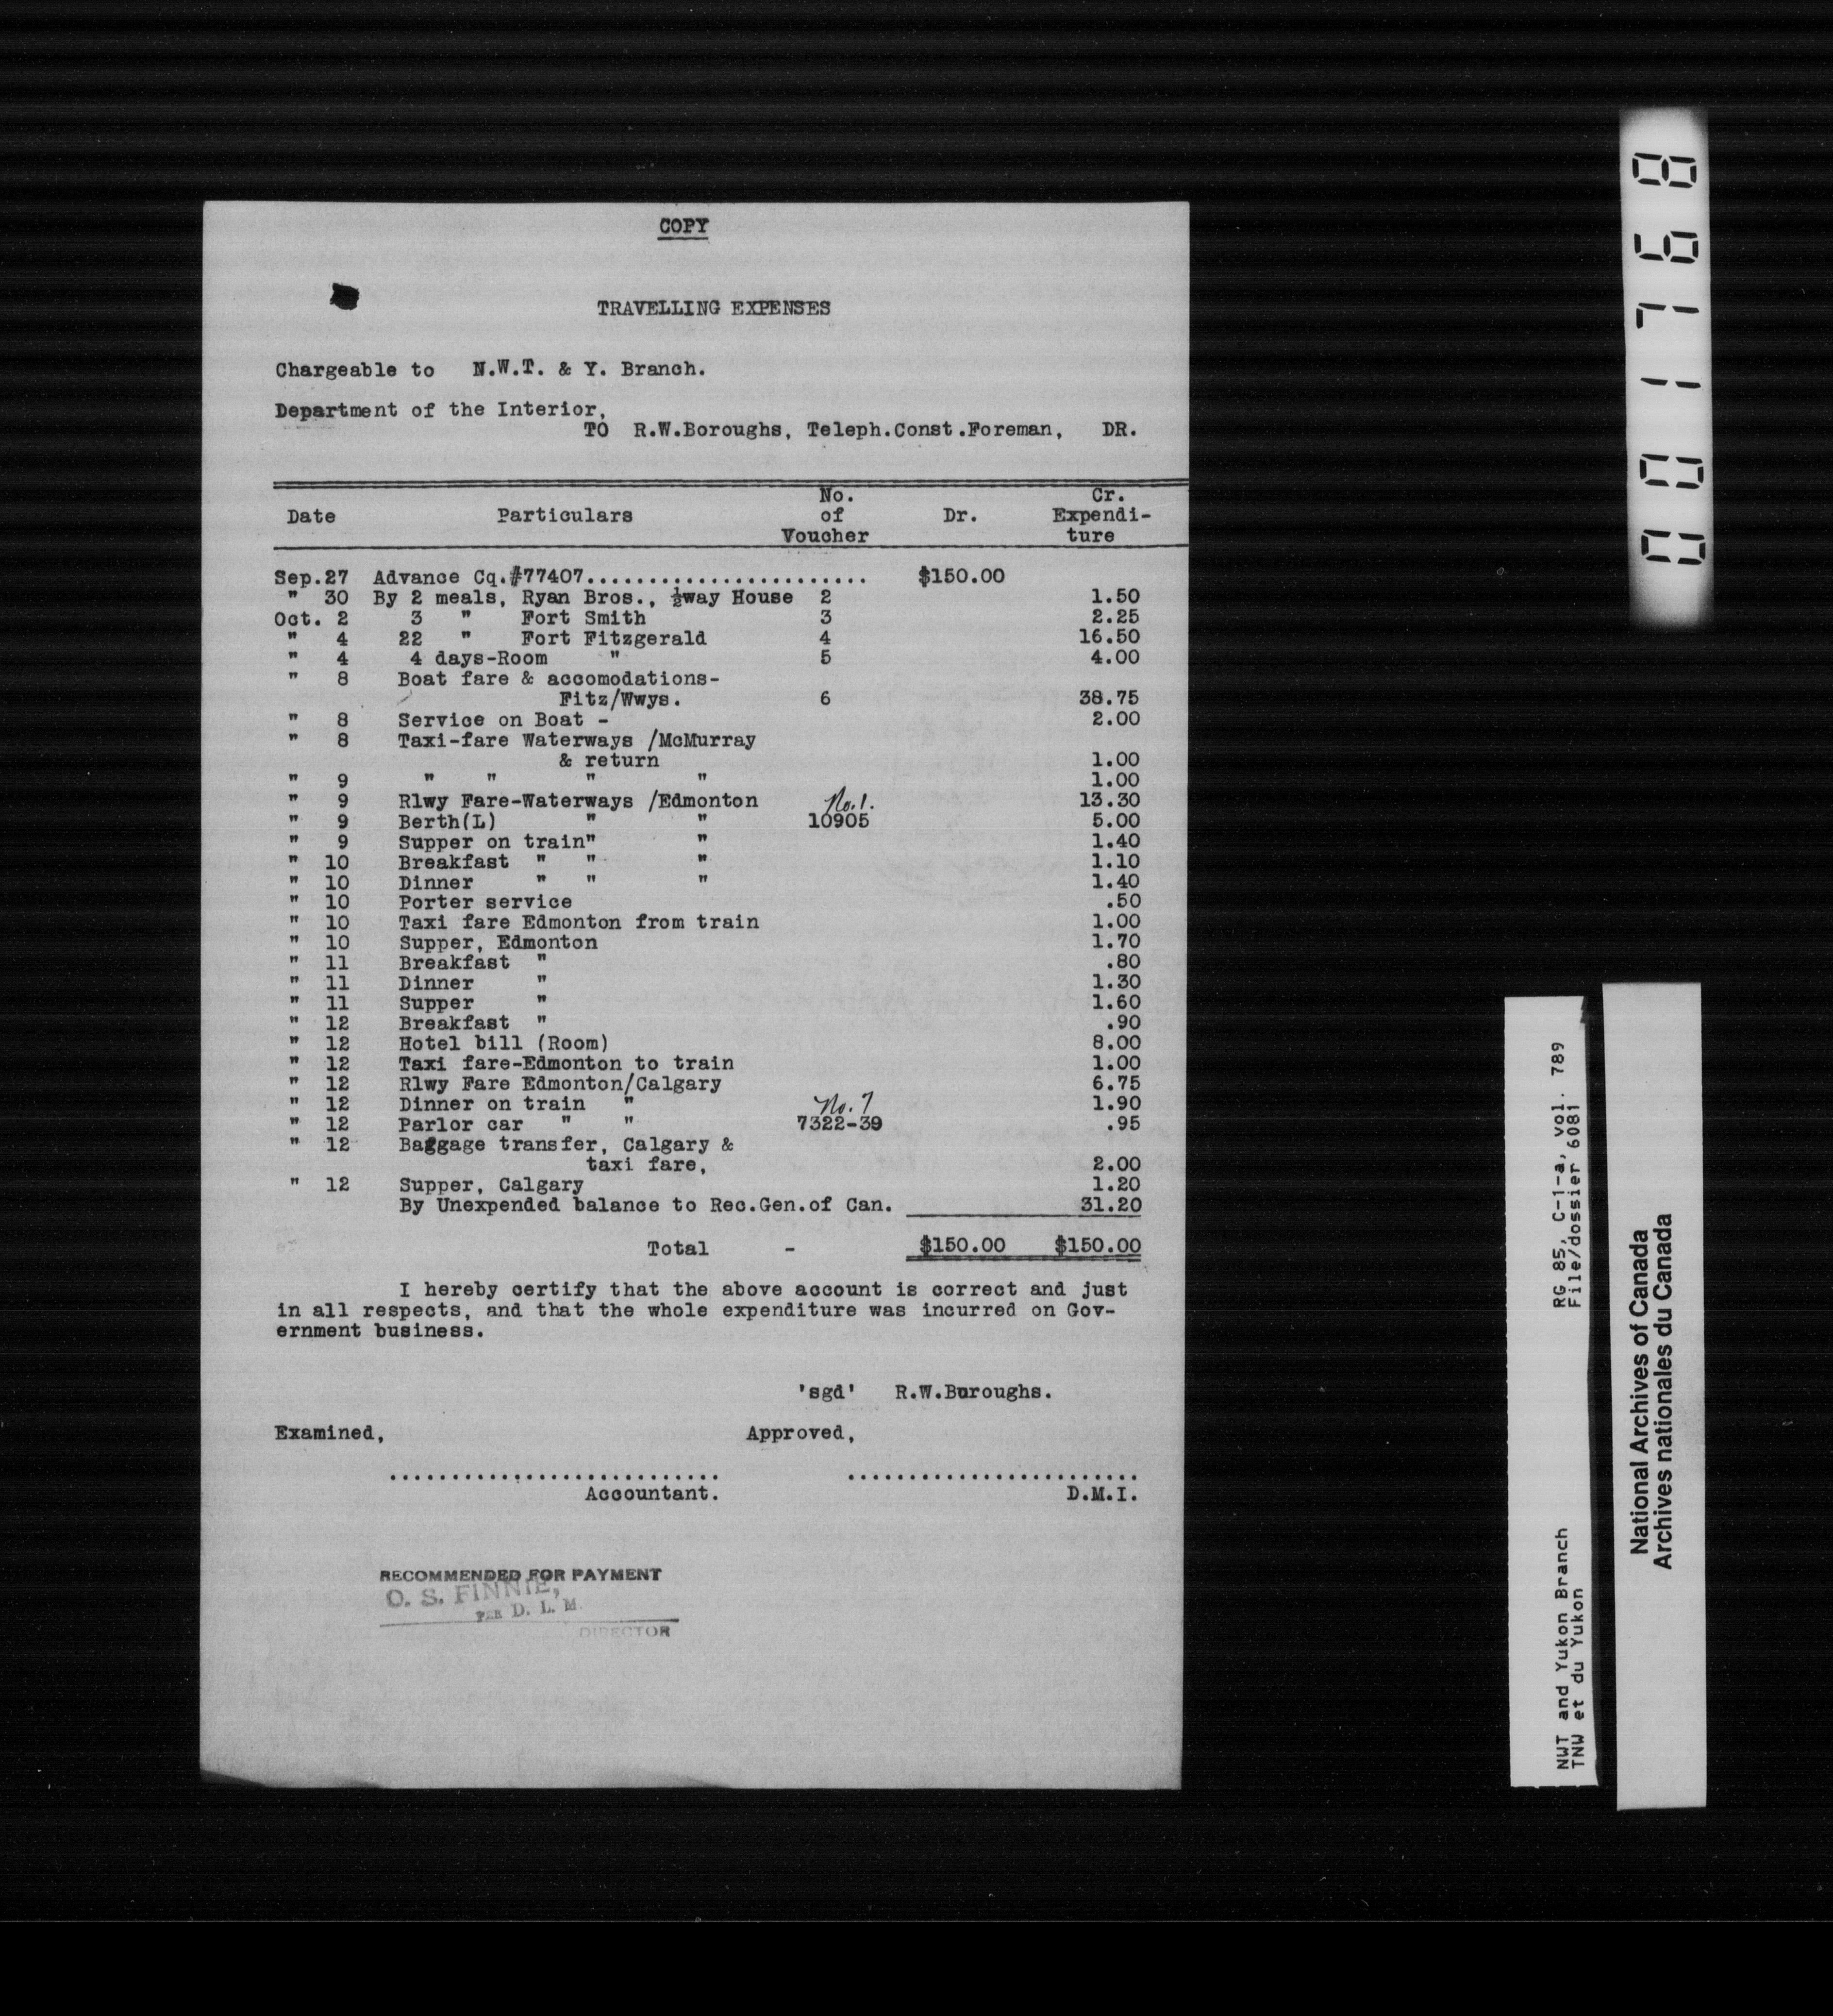 COPY
TRAVELLING EXPENSES
Chargeable to N.W.T. & Y. Branch.
Department of the Interior,
TO R.W.Boroughs, Teleph.Const.Foreman, DR.
Date Particulars No. of Voucher Dr. Cr. Expendi-ture
Sep.27 Advance Cq.#77407....................... $150.00
" 30 By 2 meals, Ryan Bros., ½way House 2 1.50
Oct. 2 3 " Fort Smith 3 2.25
" 4 22 " Fort Fitzgerald 4 16.50
" 4 4 days-Room " 5 4.00
" 8 Boat fare & accomodations-
Fitz/Wwys. 6 38.75
" 8 Service on Boat - 2.00
" 8 Taxi-fare Waterways /McMurray
& return 1.00
" 9 " " " " 1.00
" 9 Rlwy Fare-Waterways /Edmonton No.1. 13.30
" 9 Berth(L) " " 10905 5.00
" 9 Supper on train" " 1.40
" 10 Breakfast " " " 1.10
" 10 Dinner " " " 1.40
" 10 Porter service .50
" 10 Taxi fare Edmonton from train 1.00
" 10 Supper, Edmonton 1.70
" 11 Breakfast " .80
" 11 Dinner " 1.30
" 11 Supper " 1.60
" 12 Breakfast " .90
" 12 Hotel bill (Room) 8.00
" 12 Taxi fare-Edmonton to train 1.00
" 12 Rlwy Fare Edmonton/Calgary 6.75
" 12 Dinner on train " No.7 1.90
" 12 Parlor car " " 7322-39 .95
" 12 Baggage transfer, Calgary &
taxi fare, 2.00
" 12 Supper, Calgary 1.20
By Unexpended balance to Rec.Gen.of Can. 31.20
Total - $150.00 $150.00
I hereby certify that the above account is correct and just
in all respects, and that the whole expenditure was incurred on Gov-
ernment business.
'sgd' R.W.Buroughs.
Examined, Approved,
........................... ........................
Accountant. D.M.I.
RECOMMENDED FOR PAYMENT
O. S. FINNIE,
PER D. L. M.
DIRECTOR
001768
RG 85, C-1-a, vol. 789
File/dossier 6081
NWT and Yukon Branch
TNW et du Yukon
National Archives of Canada
Archives nationales du Canada